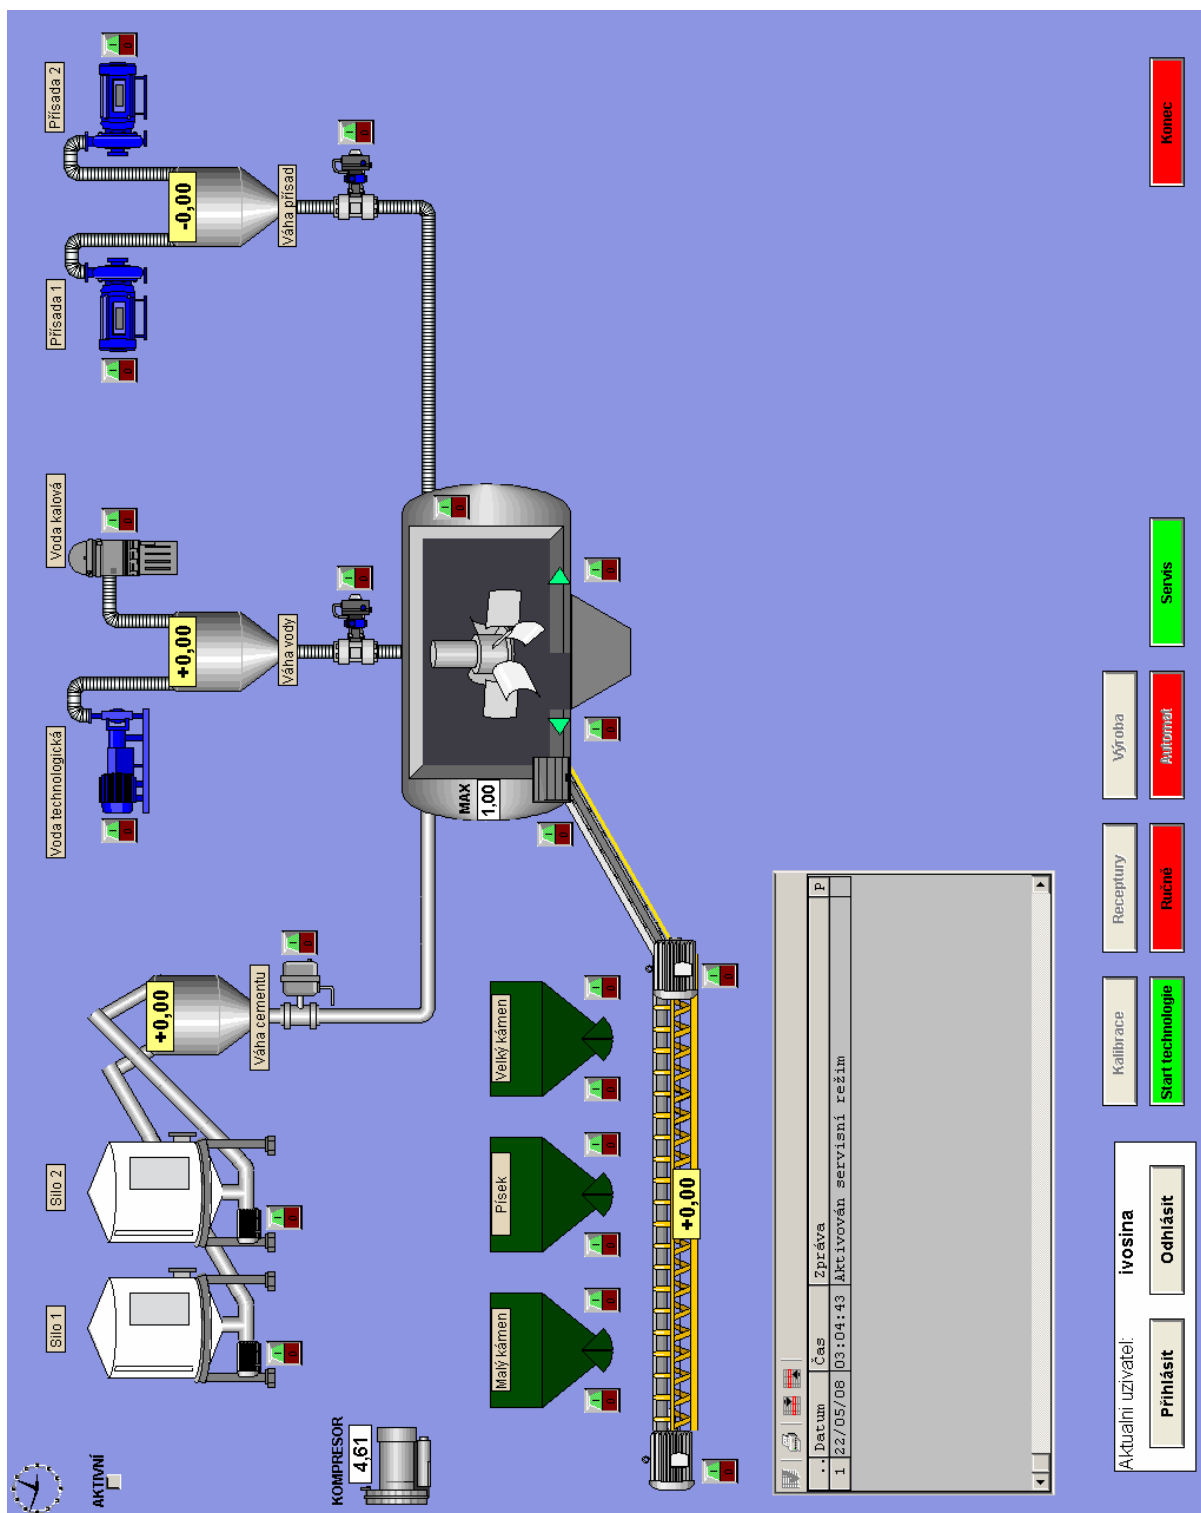 AKTIVNÍ
Silo 1
Silo 2
+0,00
Váha cementu
Voda technologická
Voda kalová
+0,00
Váha vody
Přísada 1
Přísada 2
-0,00
Váha přísad
KOMPRESOR
4,61
MAX
1,00
Malý kámen
Písek
Velký kámen
+0,00
.. Datum Čas Zpráva P
1 22/05/08 03:04:43 Aktivován servisní režim
Aktualni uzivatel: ivosina
Přihlásit Odhlásit
Kalibrace Receptury Výroba
Start technologie Ručně Automat Servis Konec